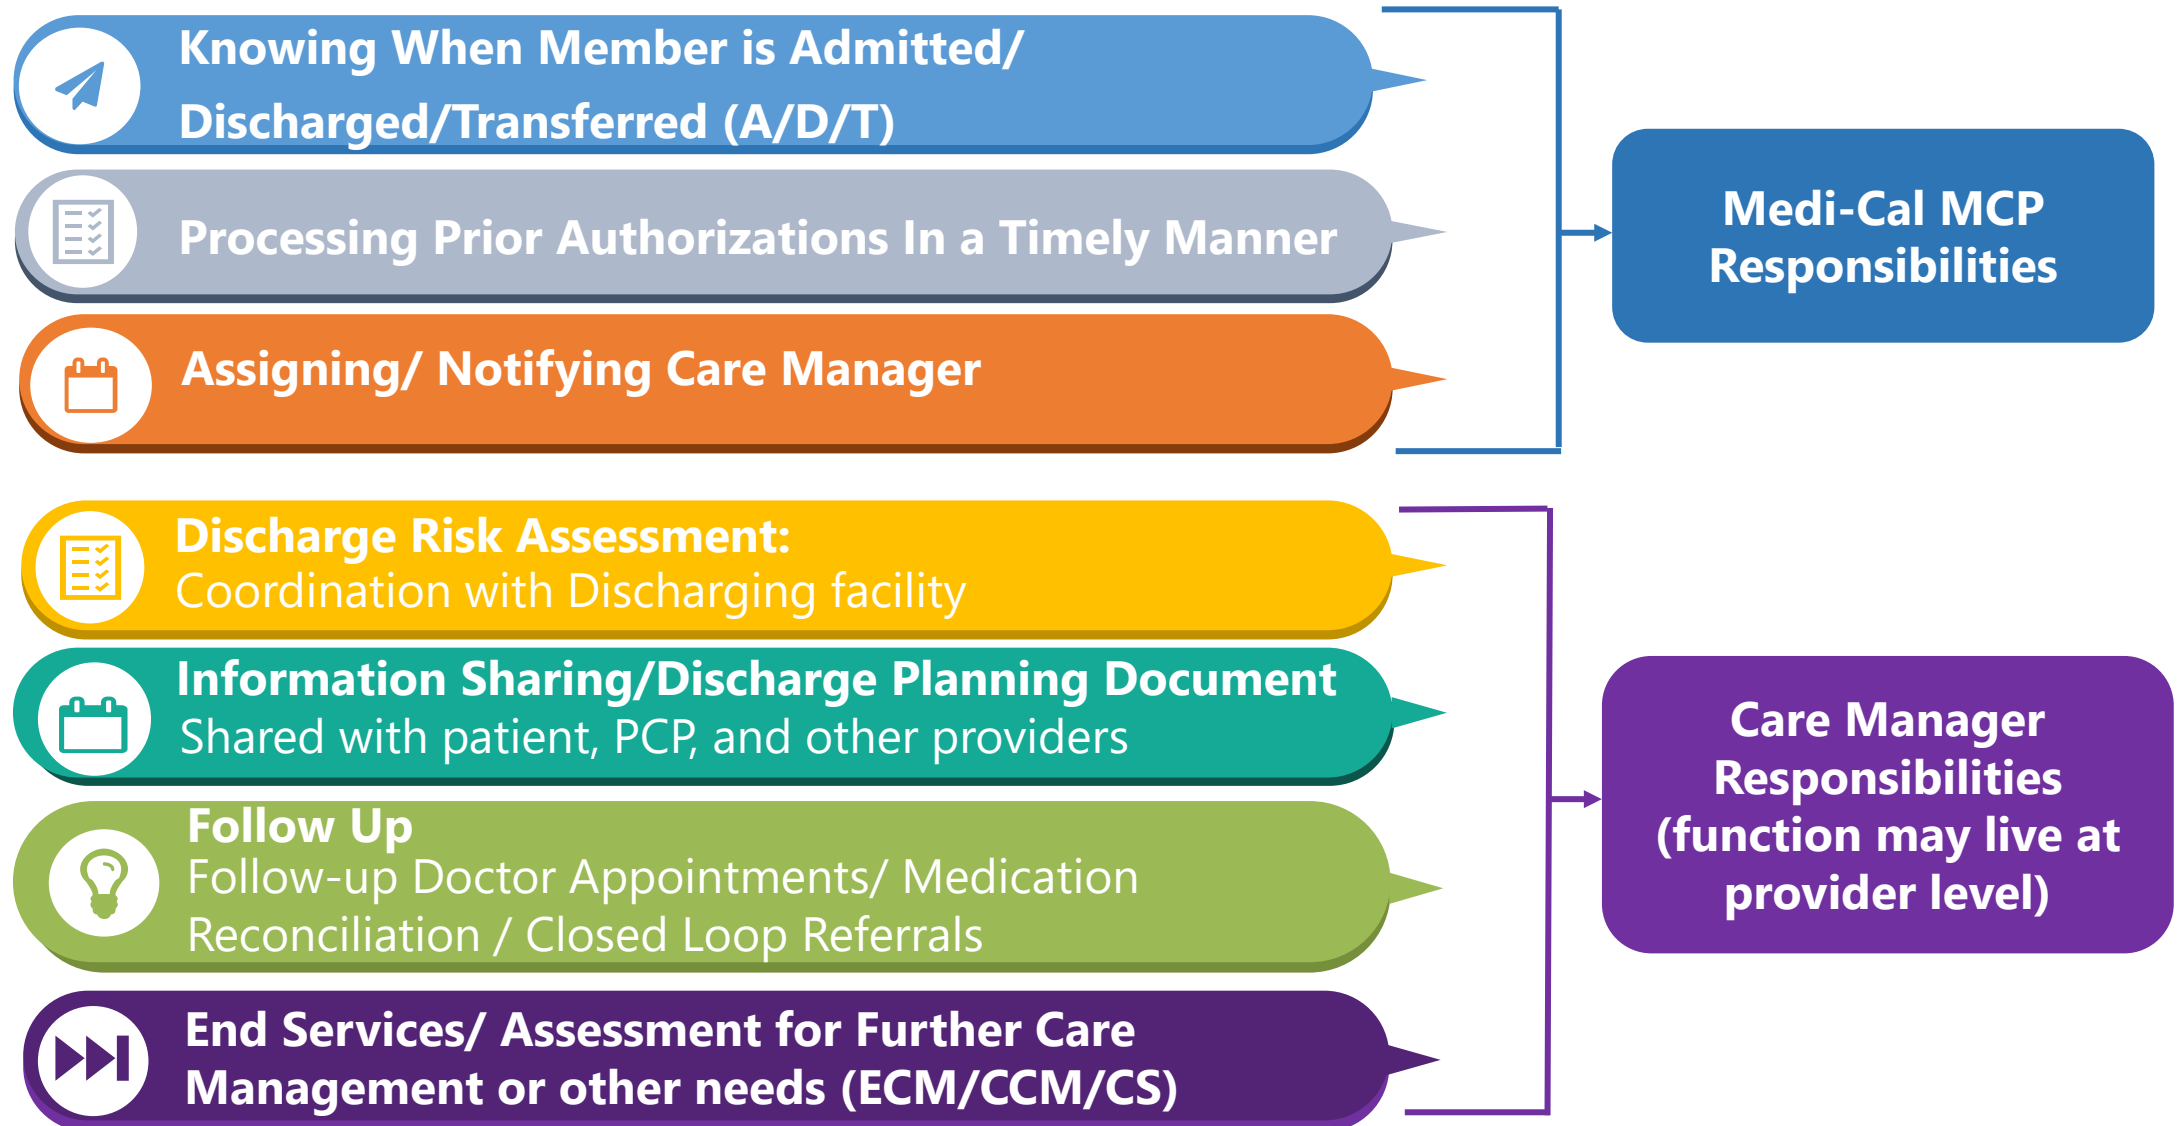 Knowing When Member is Admitted/
Discharged/Transferred (A/D/T)
Processing Prior Authorizations In a Timely Manner
Assigning/ Notifying Care Manager
Medi-Cal MCP
Responsibilities
Discharge Risk Assessment:
Coordination with Discharging facility
Information Sharing/Discharge Planning Document
Shared with patient, PCP, and other providers
Follow Up
Follow-up Doctor Appointments/ Medication
Reconciliation / Closed Loop Referrals
End Services/ Assessment for Further Care
Management or other needs (ECM/CCM/CS)
Care Manager
Responsibilities
(function may live at
provider level)